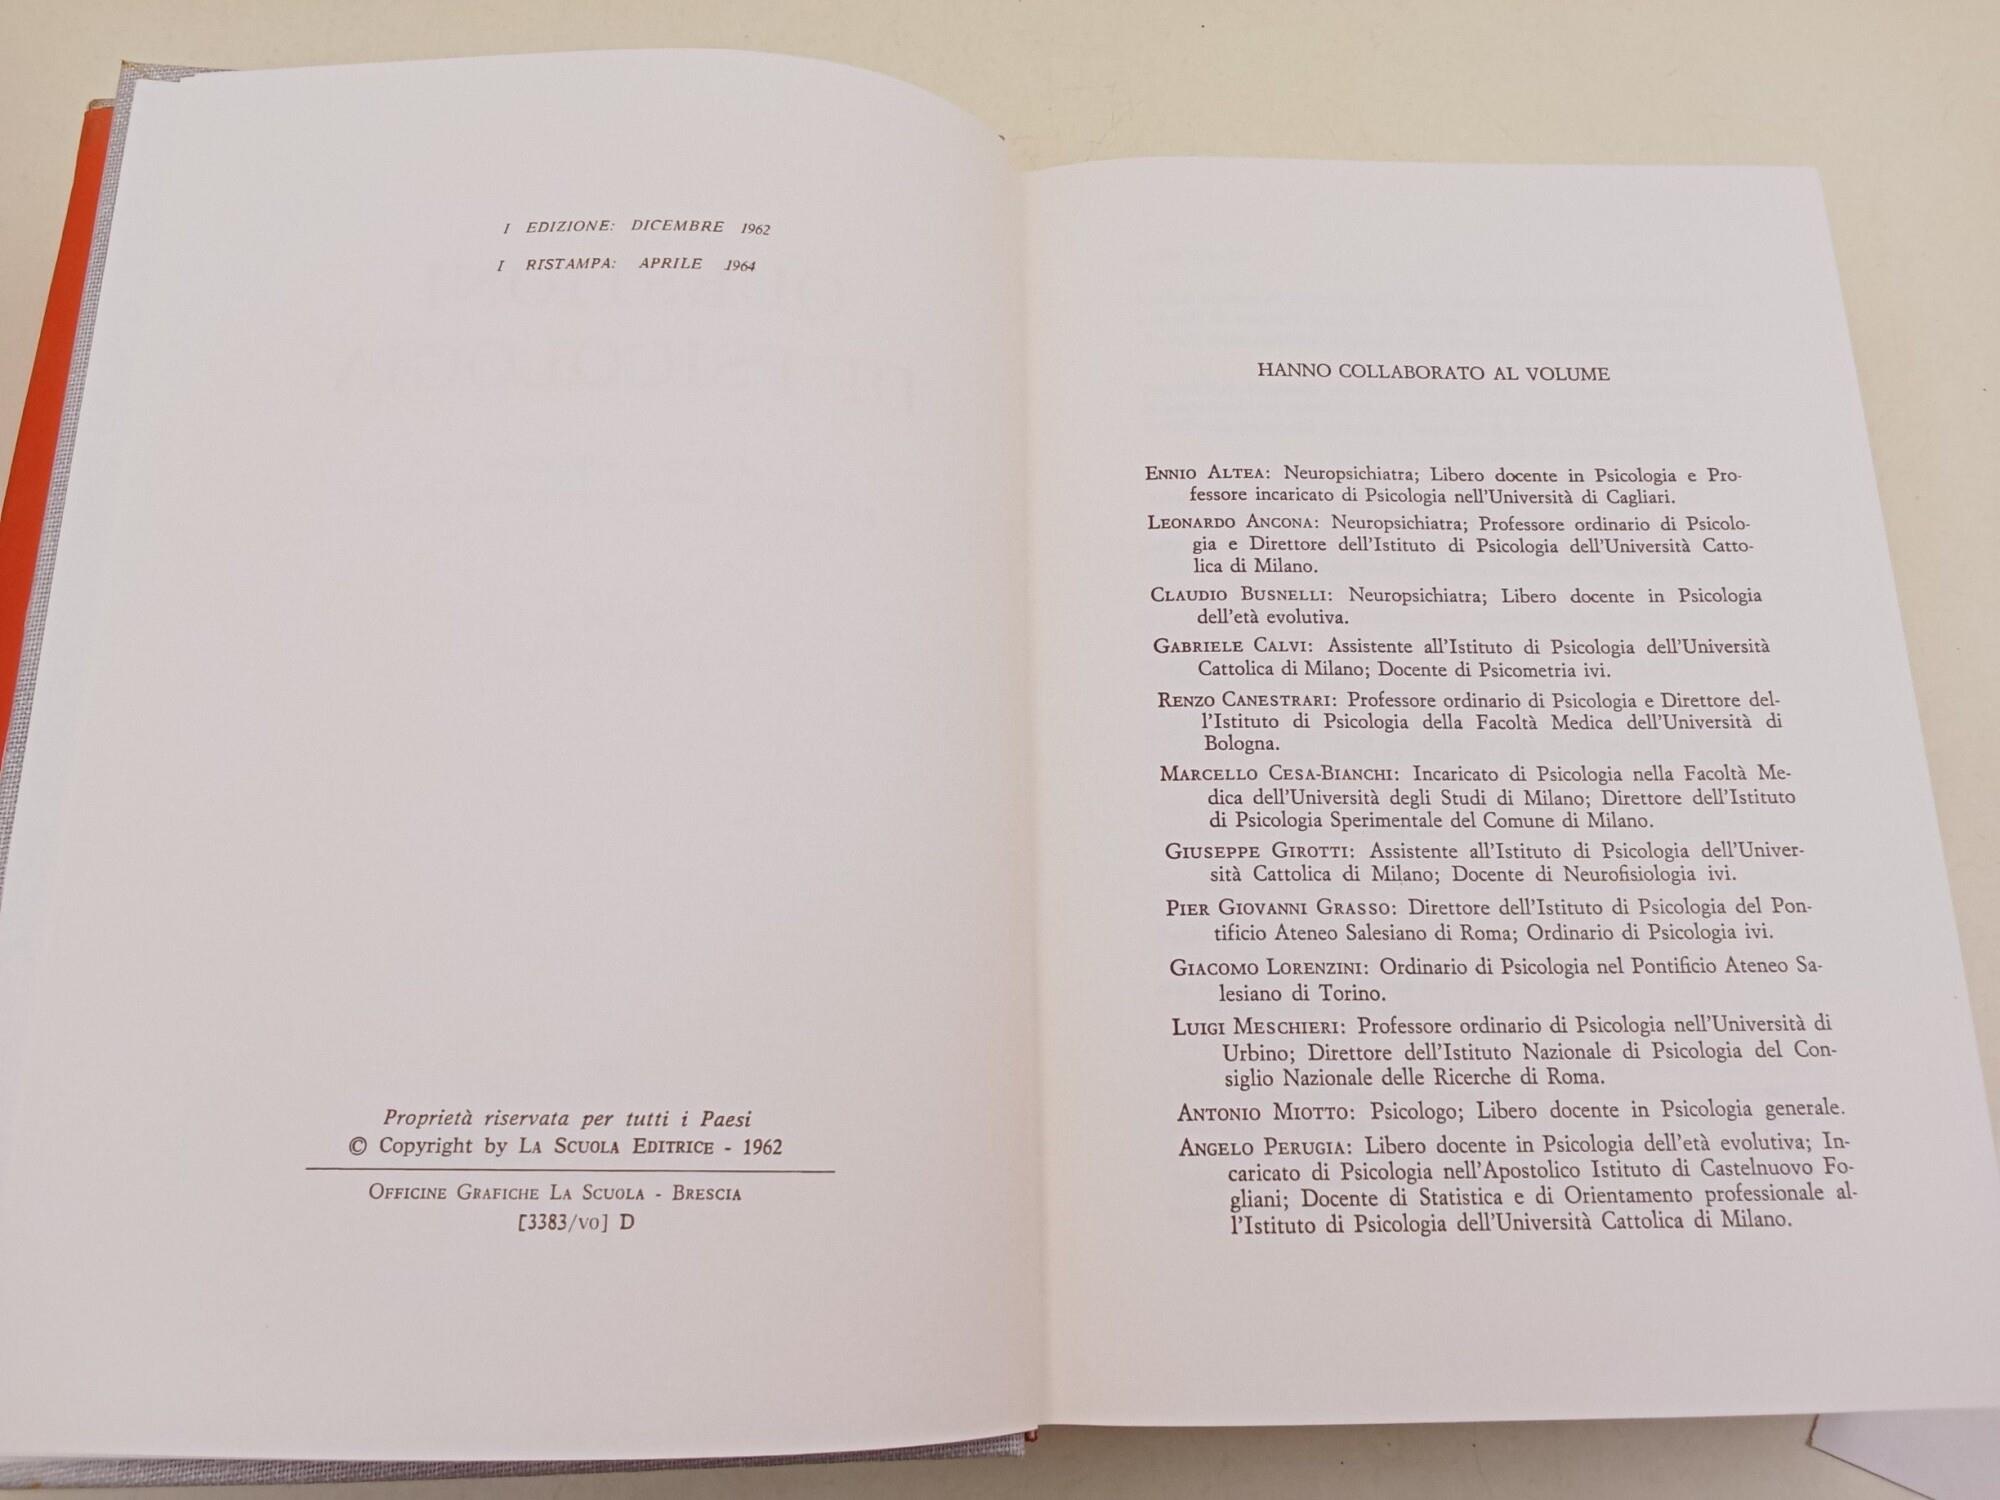 I EDIZIONE: DICEMBRE 1962
I RISTAMPA: APRILE 1964
Proprietà riservata per tutti i Paesi
© Copyright by LA SCUOLA EDITRICE - 1962
OFFICINE GRAFICHE LA SCUOLA - BRESCIA
[3383/VO] D
HANNO COLLABORATO AL VOLUME
ENNIO ALTEA: Neuropsichiatra; Libero docente in Psicologia e Pro-
fessore incaricato di Psicologia nell'Università di Cagliari.
LEONARDO ANCONA: Neuropsichiatra; Professore ordinario di Psicolo-
gia e Direttore dell'Istituto di Psicologia dell'Università Catto-
lica di Milano.
CLAUDIO BUSNELLI: Neuropsichiatra; Libero docente in Psicologia
dell'età evolutiva.
GABRIELE CALVI: Assistente all'Istituto di Psicologia dell'Università
Cattolica di Milano; Docente di Psicometria ivi.
RENZO CANESTRARI: Professore ordinario di Psicologia e Direttore del-
l'Istituto di Psicologia della Facoltà Medica dell'Università di
Bologna.
MARCELLO CESA-BIANCHI: Incaricato di Psicologia nella Facoltà Me-
dica dell'Università degli Studi di Milano; Direttore dell'Istituto
di Psicologia Sperimentale del Comune di Milano.
GIUSEPPE GIROTTI: Assistente all'Istituto di Psicologia dell'Univer-
sità Cattolica di Milano; Docente di Neurofisiologia ivi.
PIER GIOVANNI GRASSO: Direttore dell'Istituto di Psicologia del Pon-
tificio Ateneo Salesiano di Roma; Ordinario di Psicologia ivi.
GIACOMO LORENZINI: Ordinario di Psicologia nel Pontificio Ateneo Sa-
lesiano di Torino.
LUIGI MESCHIERI: Professore ordinario di Psicologia nell'Università di
Urbino; Direttore dell'Istituto Nazionale di Psicologia del Con-
siglio Nazionale delle Ricerche di Roma.
ANTONIO MIOTTO: Psicologo; Libero docente in Psicologia generale.
ANGELO PERUGIA: Libero docente in Psicologia dell'età evolutiva; In-
caricato di Psicologia nell'Apostolico Istituto di Castelnuovo Fo-
gliani; Docente di Statistica e di Orientamento professionale al-
l'Istituto di Psicologia dell'Università Cattolica di Milano.